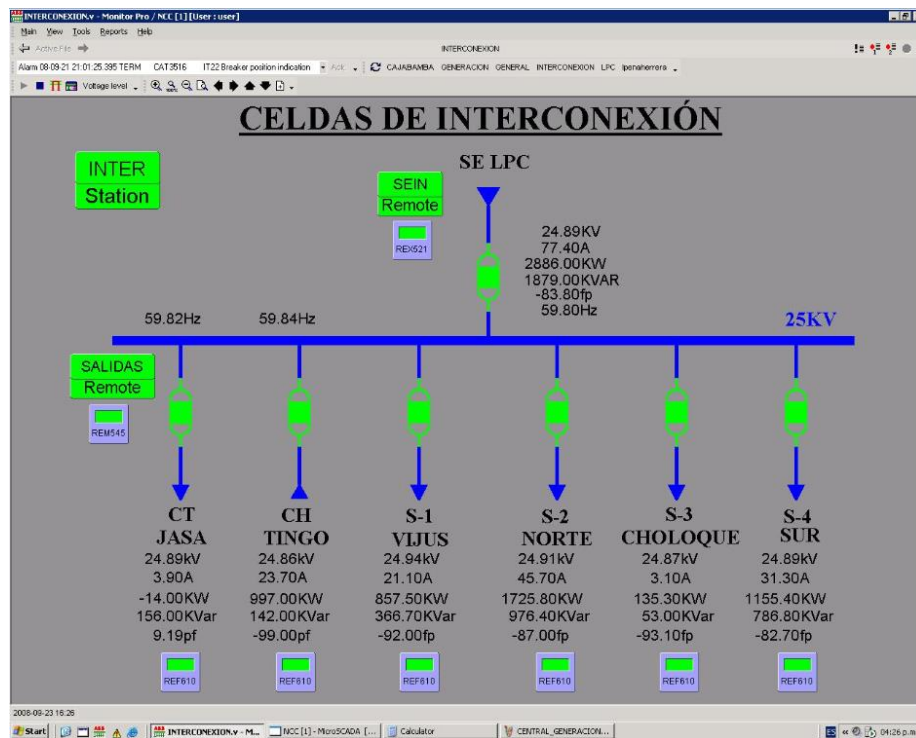 INTERCONEXION.v - Monitor Pro / NCC [1] [User : user]
Main View Tools Reports Help
Active File INTERCONEXION
Alarm 08-09-21 21:01:25.395 TERM CAT3516 IT22 Breaker position indication Ack CAJABAMBA GENERACION GENERAL INTERCONEXION LPC lpenaherrera
Voltage level
CELDAS DE INTERCONEXIÓN
SE LPC
INTER
Station
SEIN
Remote
REX521
24.89KV
77.40A
2886.00KW
1879.00KVAR
-83.80fp
59.80Hz
59.82Hz 59.84Hz 25KV
SALIDAS
Remote
REM545
CT CH S-1 S-2 S-3 S-4
JASA TINGO VIJUS NORTE CHOLOQUE SUR
24.89kV 24.86kV 24.94kV 24.91kV 24.87kV 24.89kV
3.90A 23.70A 21.10A 45.70A 3.10A 31.30A
-14.00KW 997.00KW 857.50KW 1725.80KW 135.30KW 1155.40KW
156.00KVar 142.00KVar 366.70KVar 976.40KVar 53.00KVar 786.80KVar
9.19pf -99.00pf -92.00fp -87.00fp -93.10fp -82.70fp
REF610 REF610 REF610 REF610 REF610 REF610
2008-09-23 16:26
Start INTERCONEXION.v - M... NCC [1] - MicroSCADA [... Calculator CENTRAL_GENERACION... ES 04:26 p.m.